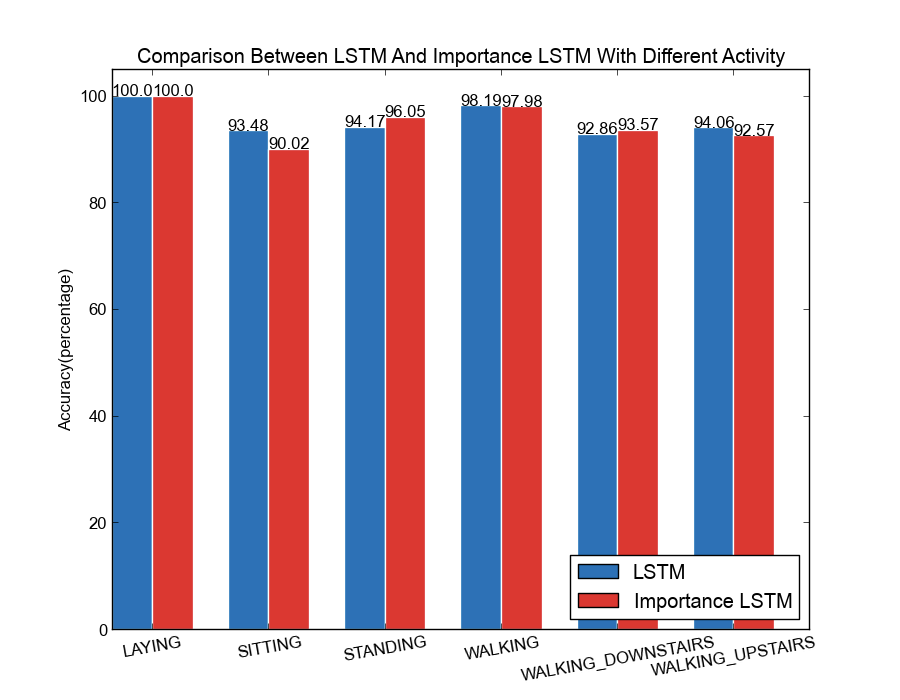 Comparison Between LSTM And Importance LSTM With Different Activity
100.0 100.0
93.48 90.02
94.17 96.05
98.19 97.98
92.86 93.57
94.06 92.57
Accuracy(percentage)
100
80
60
40
20
0
LSTM
Importance LSTM
LAYING
SITTING
STANDING
WALKING
WALKING_DOWNSTAIRS
WALKING_UPSTAIRS